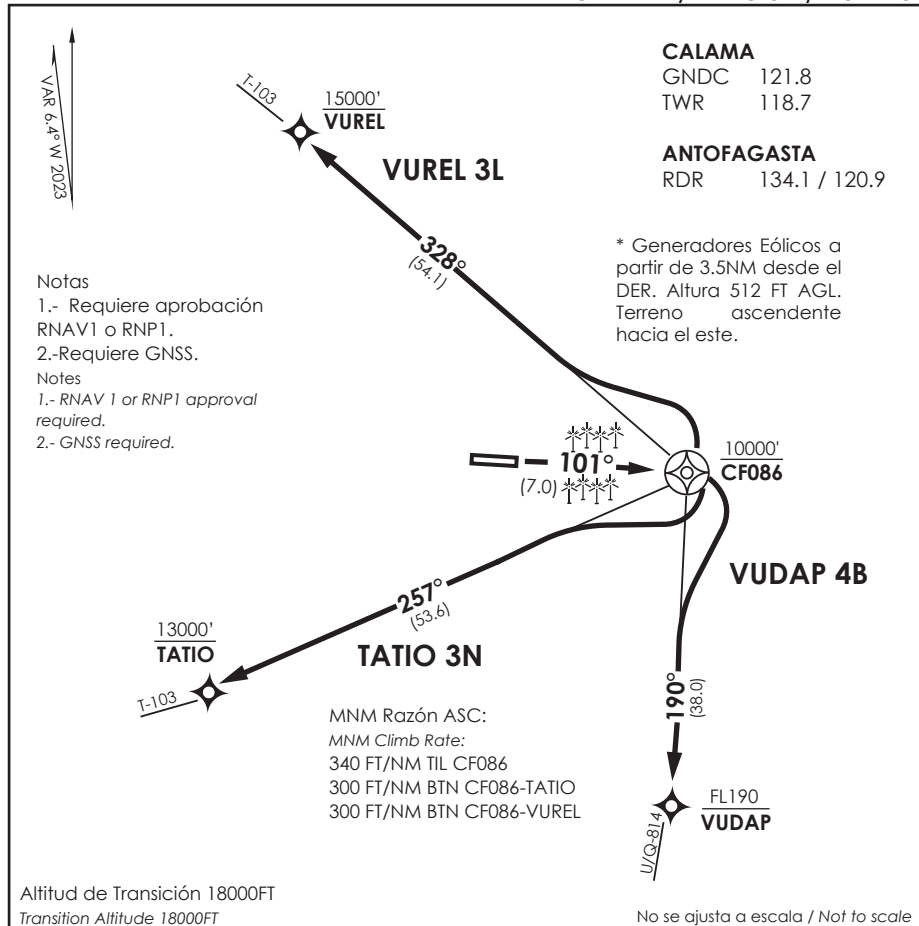 VAR 6.4° W 2023
T-103
15000'
VUREL
VUREL 3L
CALAMA
GNDC 121.8
TWR 118.7
ANTOFAGASTA
RDR 134.1 / 120.9
* Generadores Eólicos a
partir de 3.5NM desde el
DER. Altura 512 FT AGL.
Terreno ascendente
hacia el este.
Notas
1.- Requiere aprobación
RNAV1 o RNP1.
2.-Requiere GNSS.
Notes
1.- RNAV 1 or RNP1 approval
required.
2.- GNSS required.
328°
(54.1)
101°
(7.0)
10000'
CF086
VUDAP 4B
257°
(53.6)
TATIO 3N
13000'
TATIO
T-103
190°
(38.0)
MNM Razón ASC:
MNM Climb Rate:
340 FT/NM TIL CF086
300 FT/NM BTN CF086-TATIO
300 FT/NM BTN CF086-VUREL
FL190
VUDAP
U/Q-814
Altitud de Transición 18000FT
Transition Altitude 18000FT
No se ajusta a escala / Not to scale